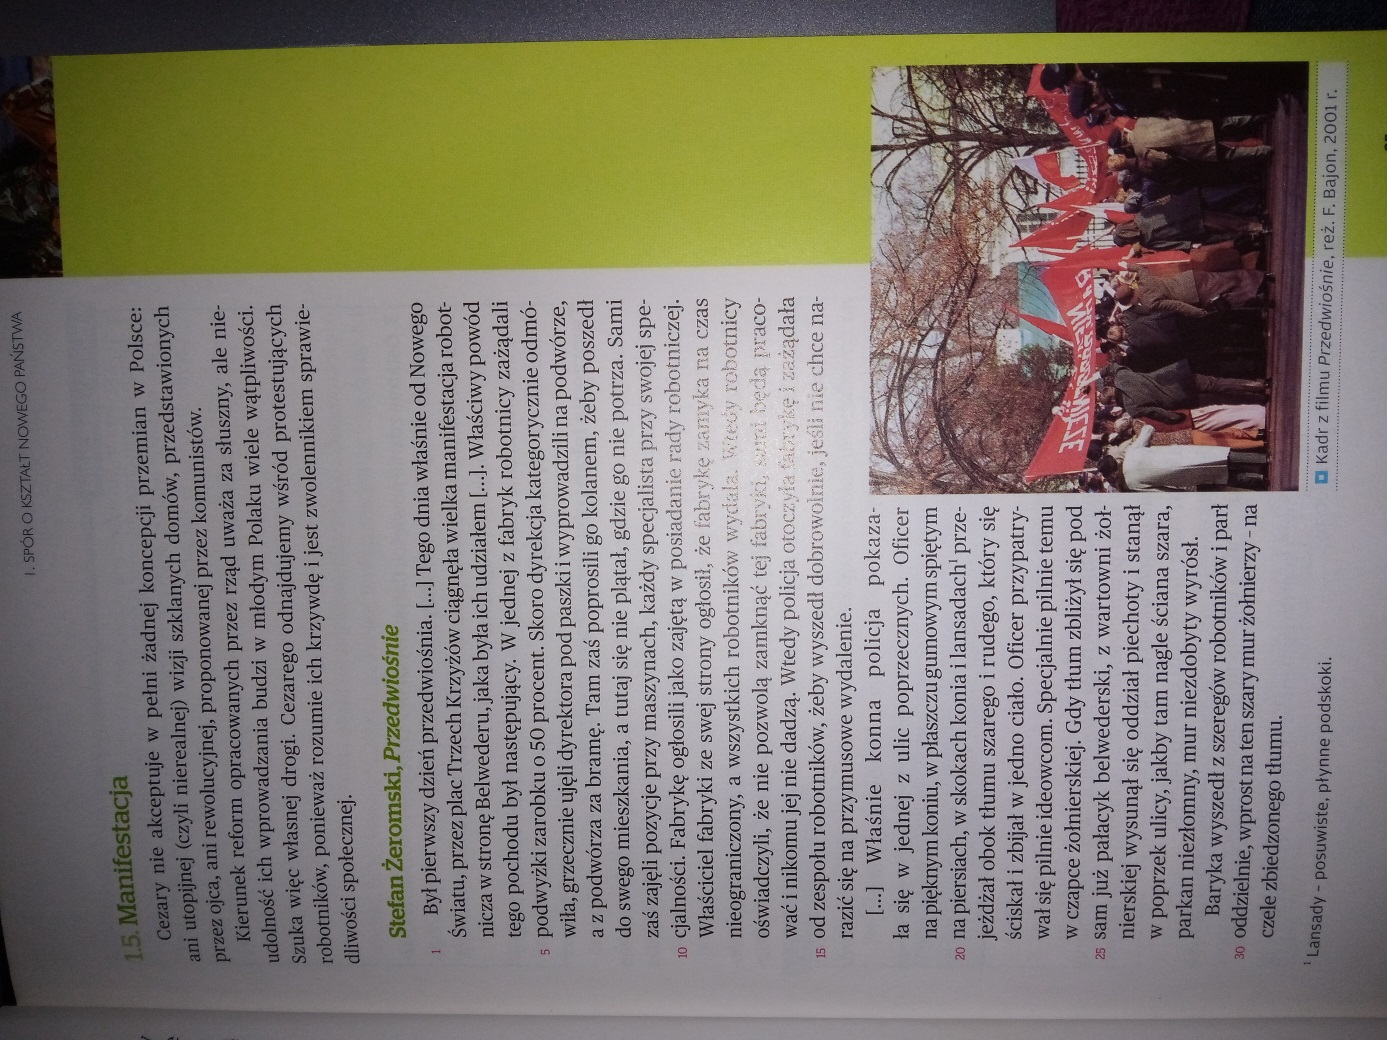 I. SPÓR O KSZTAŁT NOWEGO PAŃSTWA
1.5. Manifestacja
Cezary nie akceptuje w pełni żadnej koncepcji przemian w Polsce:
ani utopijnej (czyli nierealnej) wizji szklanych domów, przedstawionych
przez ojca, ani rewolucyjnej, proponowanej przez komunistów.
Kierunek reform opracowanych przez rząd uważa za słuszny, ale nie-
udolność ich wprowadzania budzi w młodym Polaku wiele wątpliwości.
Szuka więc własnej drogi. Cezarego odnajdujemy wśród protestujących
robotników, ponieważ rozumie ich krzywdę i jest zwolennikiem sprawie-
dliwości społecznej.
Stefan Żeromski, Przedwiośnie
1 Był pierwszy dzień przedwiośnia. [...] Tego dnia właśnie od Nowego
Światu, przez plac Trzech Krzyżów ciągnęła wielka manifestacja robot-
nicza w stronę Belwederu, jaka była ich udziałem [...]. Właściwy powód
tego pochodu był następujący. W jednej z fabryk robotnicy zażądali
5 podwyżki zarobku o 50 procent. Skoro dyrekcja kategorycznie odmó-
wiła, grzecznie ujęli dyrektora pod paszki i wyprowadzili na podwórze,
a z podwórza za bramę. Tam zaś poprosili go kolanem, żeby poszedł
do swego mieszkania, a tutaj się nie plątał, gdzie go nie potrza. Sami
zaś zajęli pozycje przy maszynach, każdy specjalista przy swojej spe-
10 cjalności. Fabrykę ogłosili jako zajętą w posiadanie rady robotniczej.
Właściciel fabryki ze swej strony ogłosił, że fabrykę zamyka na czas
nieograniczony, a wszystkich robotników wydala. Wtedy robotnicy
oświadczyli, że nie pozwolą zamknąć tej fabryki, sami będą praco-
wać i nikomu jej nie dadzą. Wtedy policja otoczyła fabrykę i zażądała
15 od zespołu robotników, żeby wyszedł dobrowolnie, jeśli nie chce na-
razić się na przymusowe wydalenie.
[...] Właśnie konna policja pokaza-
ła się w jednej z ulic poprzecznych. Oficer
na pięknym koniu, w płaszczu gumowym spiętym
20 na piersiach, w skokach konia i lansadach¹ prze-
jeżdżał obok tłumu szarego i rudego, który się
ściskał i zbijał w jedno ciało. Oficer przypatry-
wał się pilnie ideowcom. Specjalnie pilnie temu
w czapce żołnierskiej. Gdy tłum zbliżył się pod
25 sam już pałacyk belwederski, z wartowni żoł-
nierskiej wysunął się oddział piechoty i stanął
w poprzek ulicy, jakby tam nagle ściana szara,
parkan niezłomny, mur niezdobyty wyrósł.
Baryka wyszedł z szeregów robotników i parł
30 oddzielnie, wprost na ten szary mur żołnierzy – na
czele zbiedzonego tłumu.
Kadr z filmu Przedwiośnie, reż. F. Bajon, 2001 r.
¹ Lansady – posuwiste, płynne podskoki.